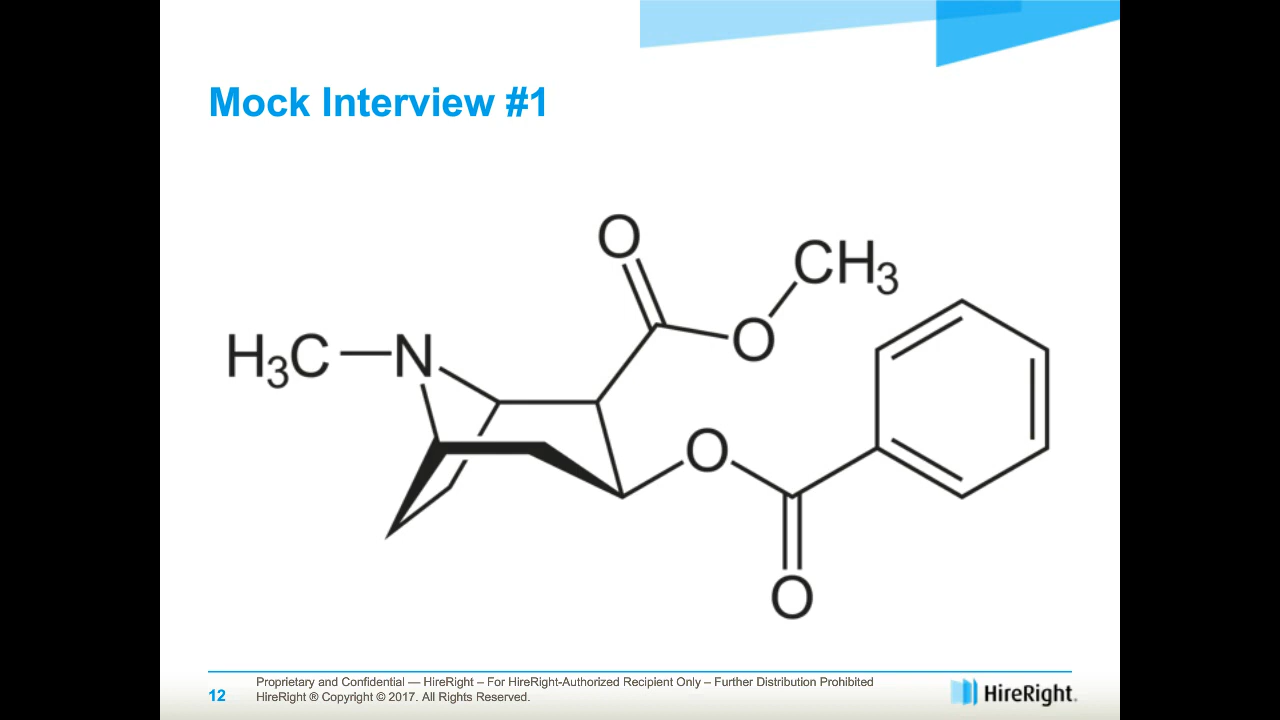 Mock Interview #1
O
CH3
H3C
N
O
O
O
Proprietary and Confidential — HireRight – For HireRight-Authorized Recipient Only – Further Distribution Prohibited
12
HireRight ® Copyright © 2017. All Rights Reserved.
HireRight.